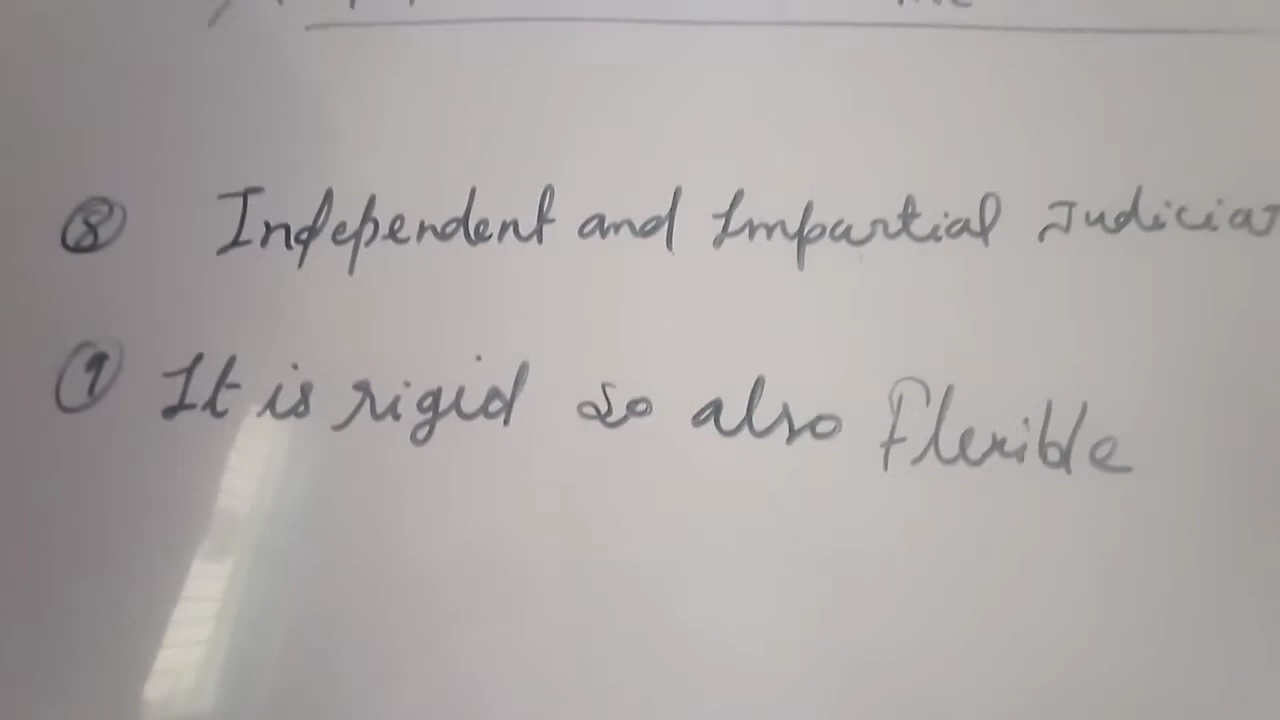 ⑧ Independent and Impartial Judiciar
⑨ It is rigid so also Flexible